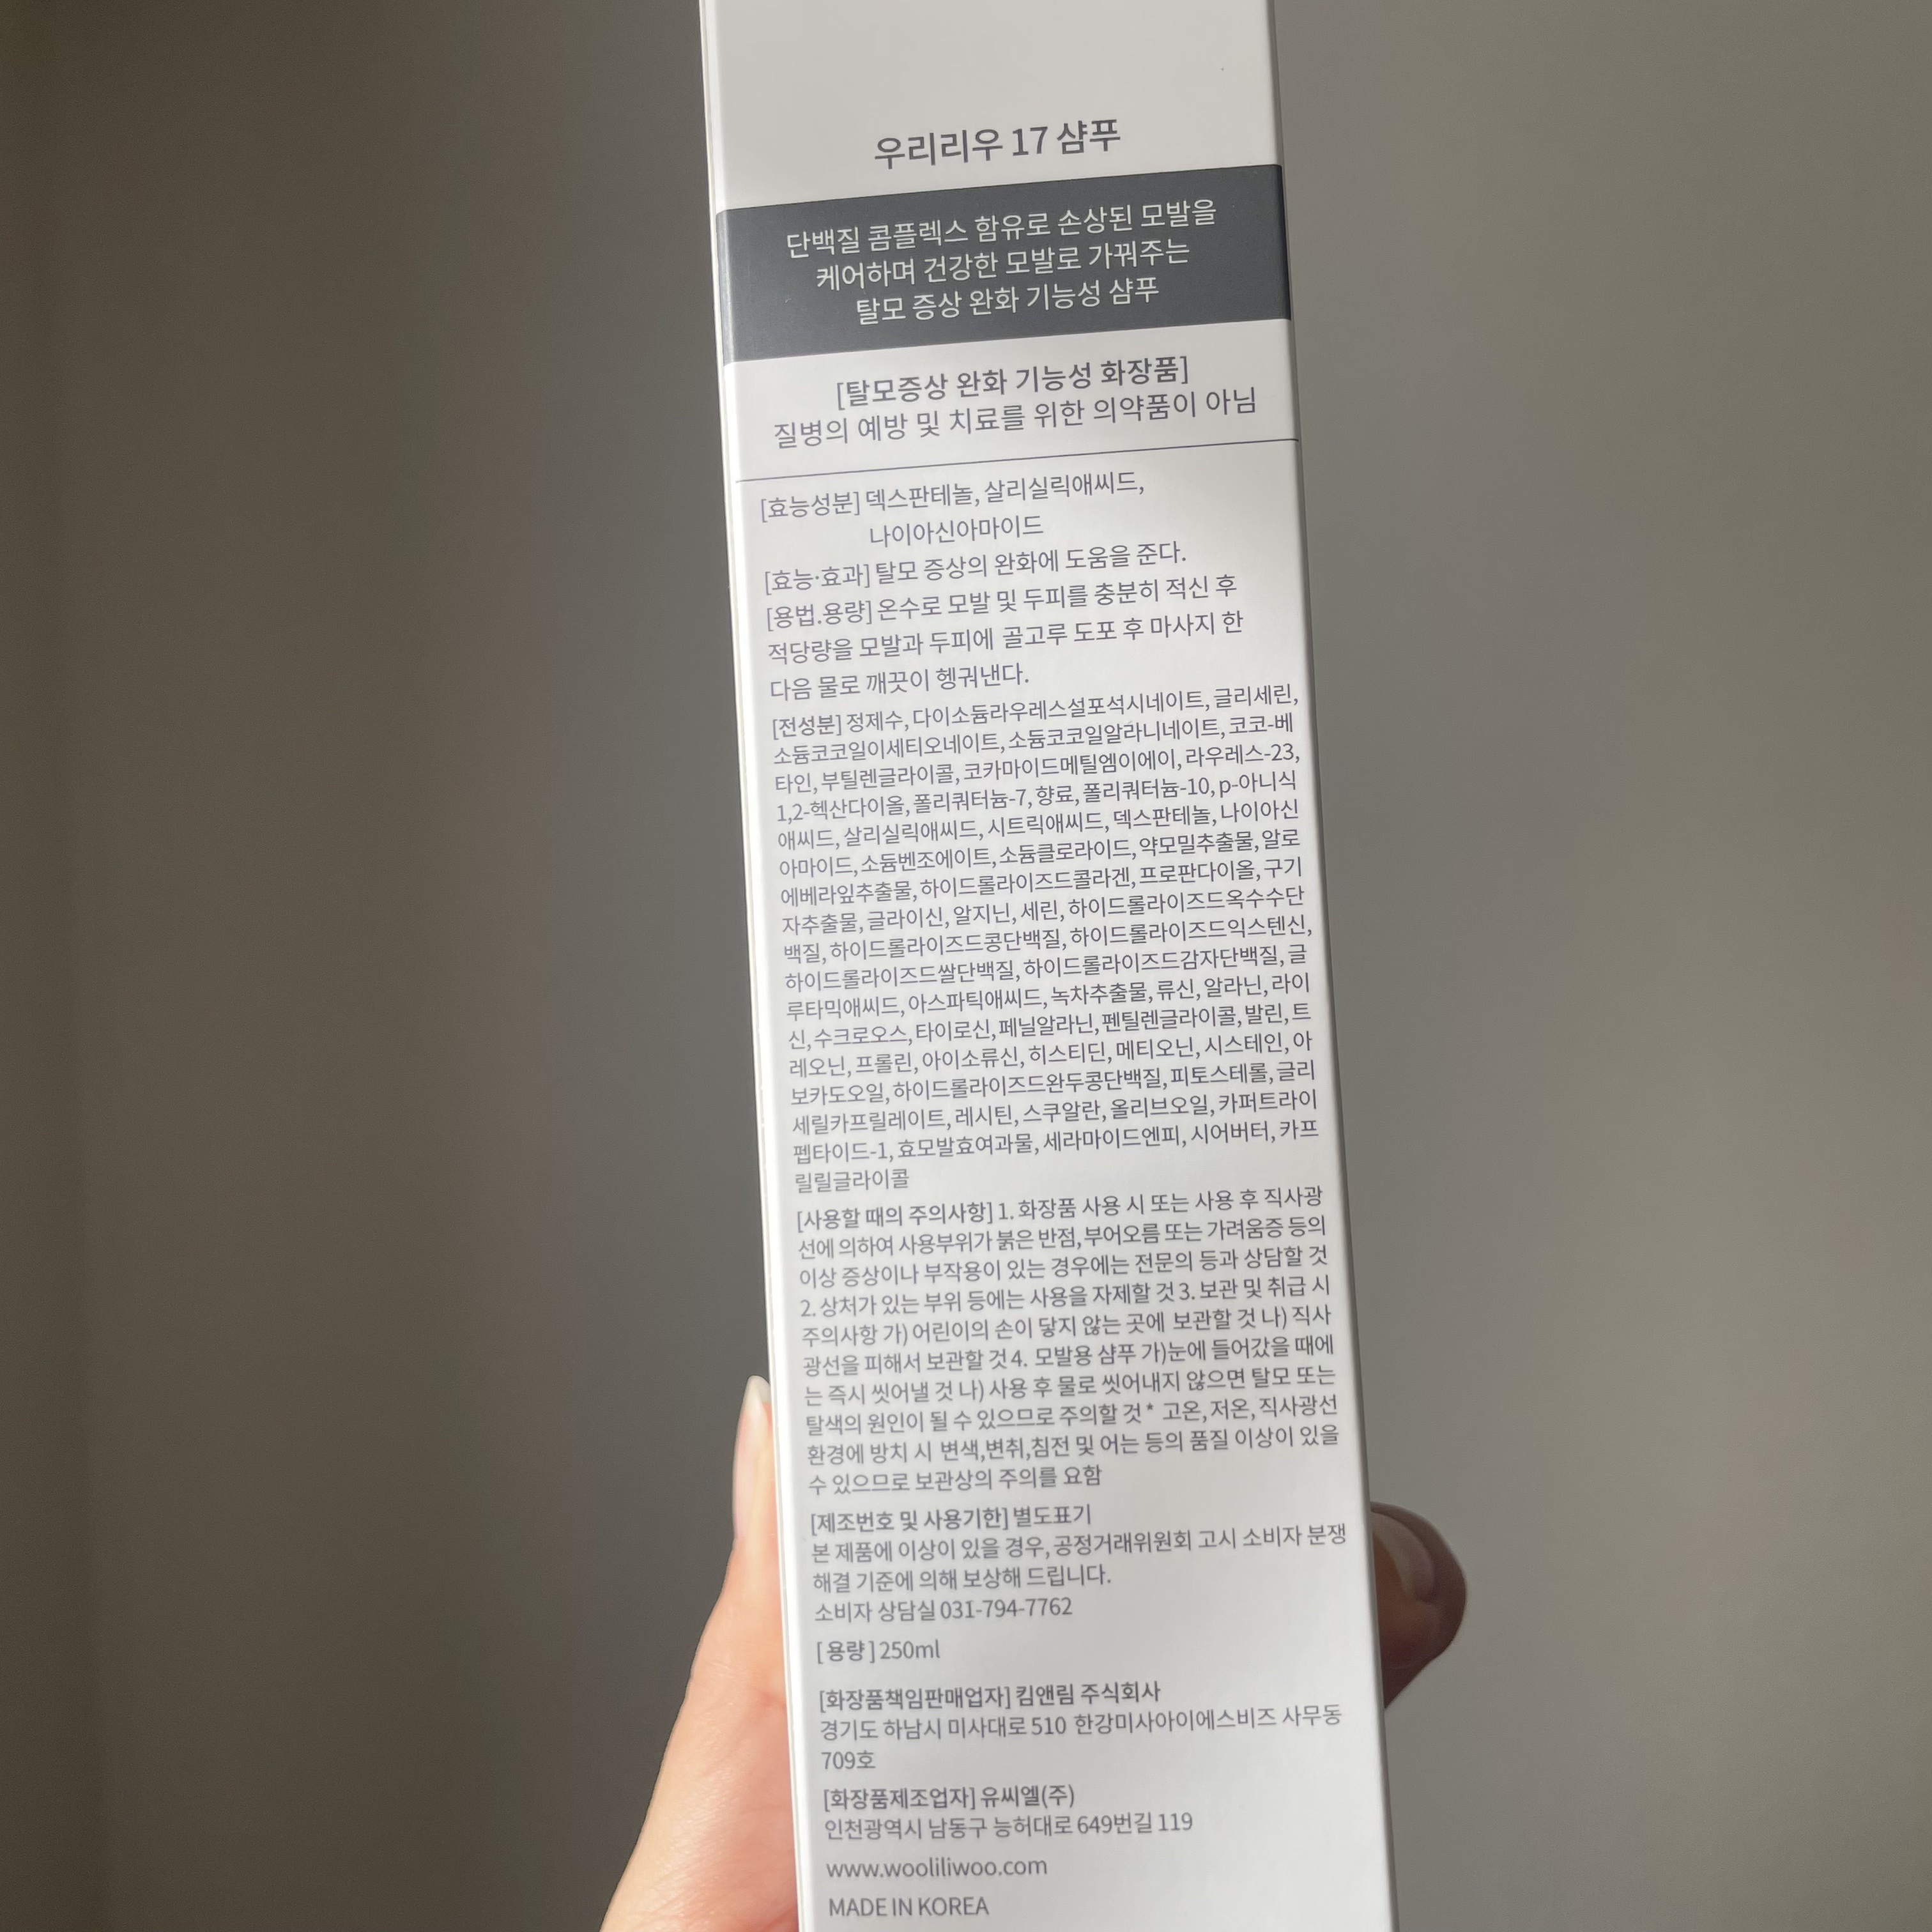 우리리우 17 샴푸
단백질 콤플렉스 함유로 손상된 모발을
케어하며 건강한 모발로 가꿔주는
탈모 증상 완화 기능성 샴푸
[탈모증상 완화 기능성 화장품]
질병의 예방 및 치료를 위한 의약품이 아님
[효능성분] 덱스판테놀, 살리실릭애씨드,
나이아신아마이드
[효능·효과] 탈모 증상의 완화에 도움을 준다.
[용법.용량] 온수로 모발 및 두피를 충분히 적신 후
적당량을 모발과 두피에 골고루 도포 후 마사지 한
다음 물로 깨끗이 헹궈낸다.
[전성분] 정제수, 다이소듐라우레스설포석시네이트, 글리세린,
소듐코코일이세티오네이트, 소듐코코일알라니네이트, 코코-베
타인, 부틸렌글라이콜, 코카마이드메틸엠이에이, 라우레스-23,
1,2-헥산다이올, 폴리쿼터늄-7, 향료, 폴리쿼터늄-10, p-아니식
애씨드, 살리실릭애씨드, 시트릭애씨드, 덱스판테놀, 나이아신
아마이드, 소듐벤조에이트, 소듐클로라이드, 약모밀추출물, 알로
에베라잎추출물, 하이드롤라이즈드콜라겐, 프로판다이올, 구기
자추출물, 글라이신, 알지닌, 세린, 하이드롤라이즈드옥수수단
백질, 하이드롤라이즈드콩단백질, 하이드롤라이즈드익스텐신,
하이드롤라이즈드쌀단백질, 하이드롤라이즈드감자단백질, 글
루타믹애씨드, 아스파틱애씨드, 녹차추출물, 류신, 알라닌, 라이
신, 수크로오스, 타이로신, 페닐알라닌, 펜틸렌글라이콜, 발린, 트
레오닌, 프롤린, 아이소류신, 히스티딘, 메티오닌, 시스테인, 아
보카도오일, 하이드롤라이즈드완두콩단백질, 피토스테롤, 글리
세릴카프릴레이트, 레시틴, 스쿠알란, 올리브오일, 카퍼트라이
펩타이드-1, 효모발효여과물, 세라마이드엔피, 시어버터, 카프
릴릴글라이콜
[사용할 때의 주의사항] 1. 화장품 사용 시 또는 사용 후 직사광
선에 의하여 사용부위가 붉은 반점, 부어오름 또는 가려움증 등의
이상 증상이나 부작용이 있는 경우에는 전문의 등과 상담할 것
2. 상처가 있는 부위 등에는 사용을 자제할 것 3. 보관 및 취급 시
주의사항 가) 어린이의 손이 닿지 않는 곳에 보관할 것 나) 직사
광선을 피해서 보관할 것 4. 모발용 샴푸 가)눈에 들어갔을 때에
는 즉시 씻어낼 것 나) 사용 후 물로 씻어내지 않으면 탈모 또는
탈색의 원인이 될 수 있으므로 주의할 것 * 고온, 저온, 직사광선
환경에 방치 시 변색,변취,침전 및 어는 등의 품질 이상이 있을
수 있으므로 보관상의 주의를 요함
[제조번호 및 사용기한] 별도표기
본 제품에 이상이 있을 경우, 공정거래위원회 고시 소비자 분쟁
해결 기준에 의해 보상해 드립니다.
소비자 상담실 031-794-7762
[ 용량 ] 250ml
[화장품책임판매업자] 킴앤림 주식회사
경기도 하남시 미사대로 510 한강미사아이에스비즈 사무동
709호
[화장품제조업자] 유씨엘(주)
인천광역시 남동구 능허대로 649번길 119
www.wooliliwoo.com
MADE IN KOREA